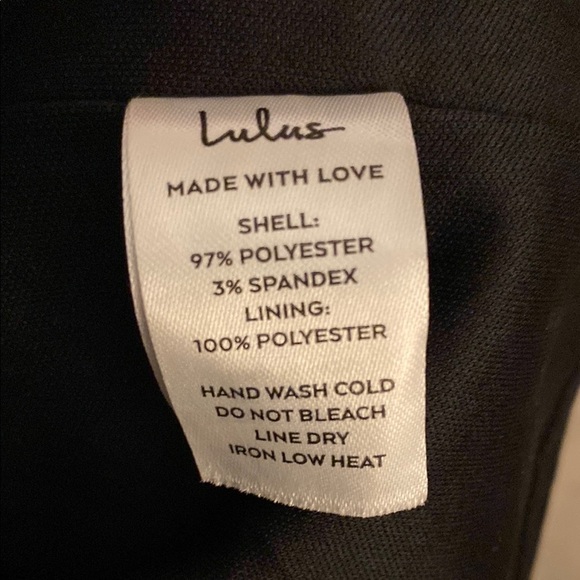 Lulus
MADE WITH LOVE
SHELL:
97% POLYESTER
3% SPANDEX
LINING:
100% POLYESTER
HAND WASH COLD
DO NOT BLEACH
LINE DRY
IRON LOW HEAT